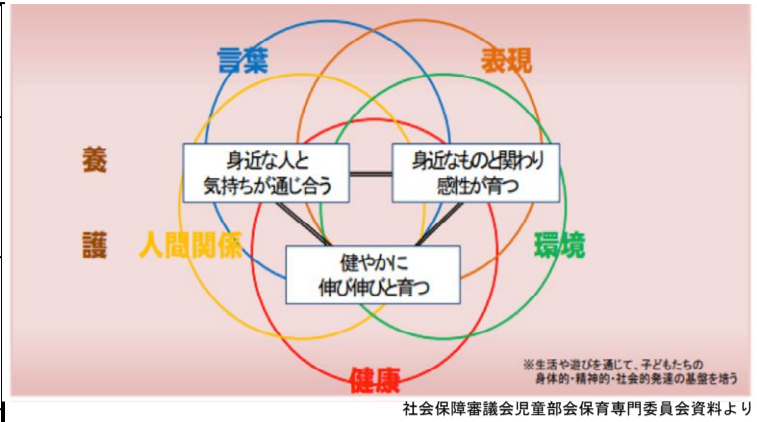 言葉
表現
養
護
身近な人と
気持ちが通じ合う
身近なものと関わり
感性が育つ
人間関係
環境
健やかに
伸び伸びと育つ
健康
※生活や遊びを通じて、子どもたちの
身体的・精神的・社会的発達の基盤を培う
社会保障審議会児童部会保育専門委員会資料より